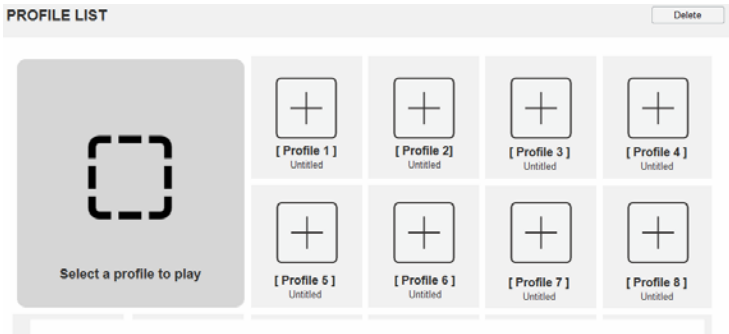 PROFILE LIST
Delete
[ Profile 1 ]
Untitled
[ Profile 2]
Untitled
[ Profile 3 ]
Untitled
[ Profile 4 ]
Untitled
Select a profile to play
[ Profile 5 ]
Untitled
[ Profile 6 ]
Untitled
[ Profile 7 ]
Untitled
[ Profile 8 ]
Untitled